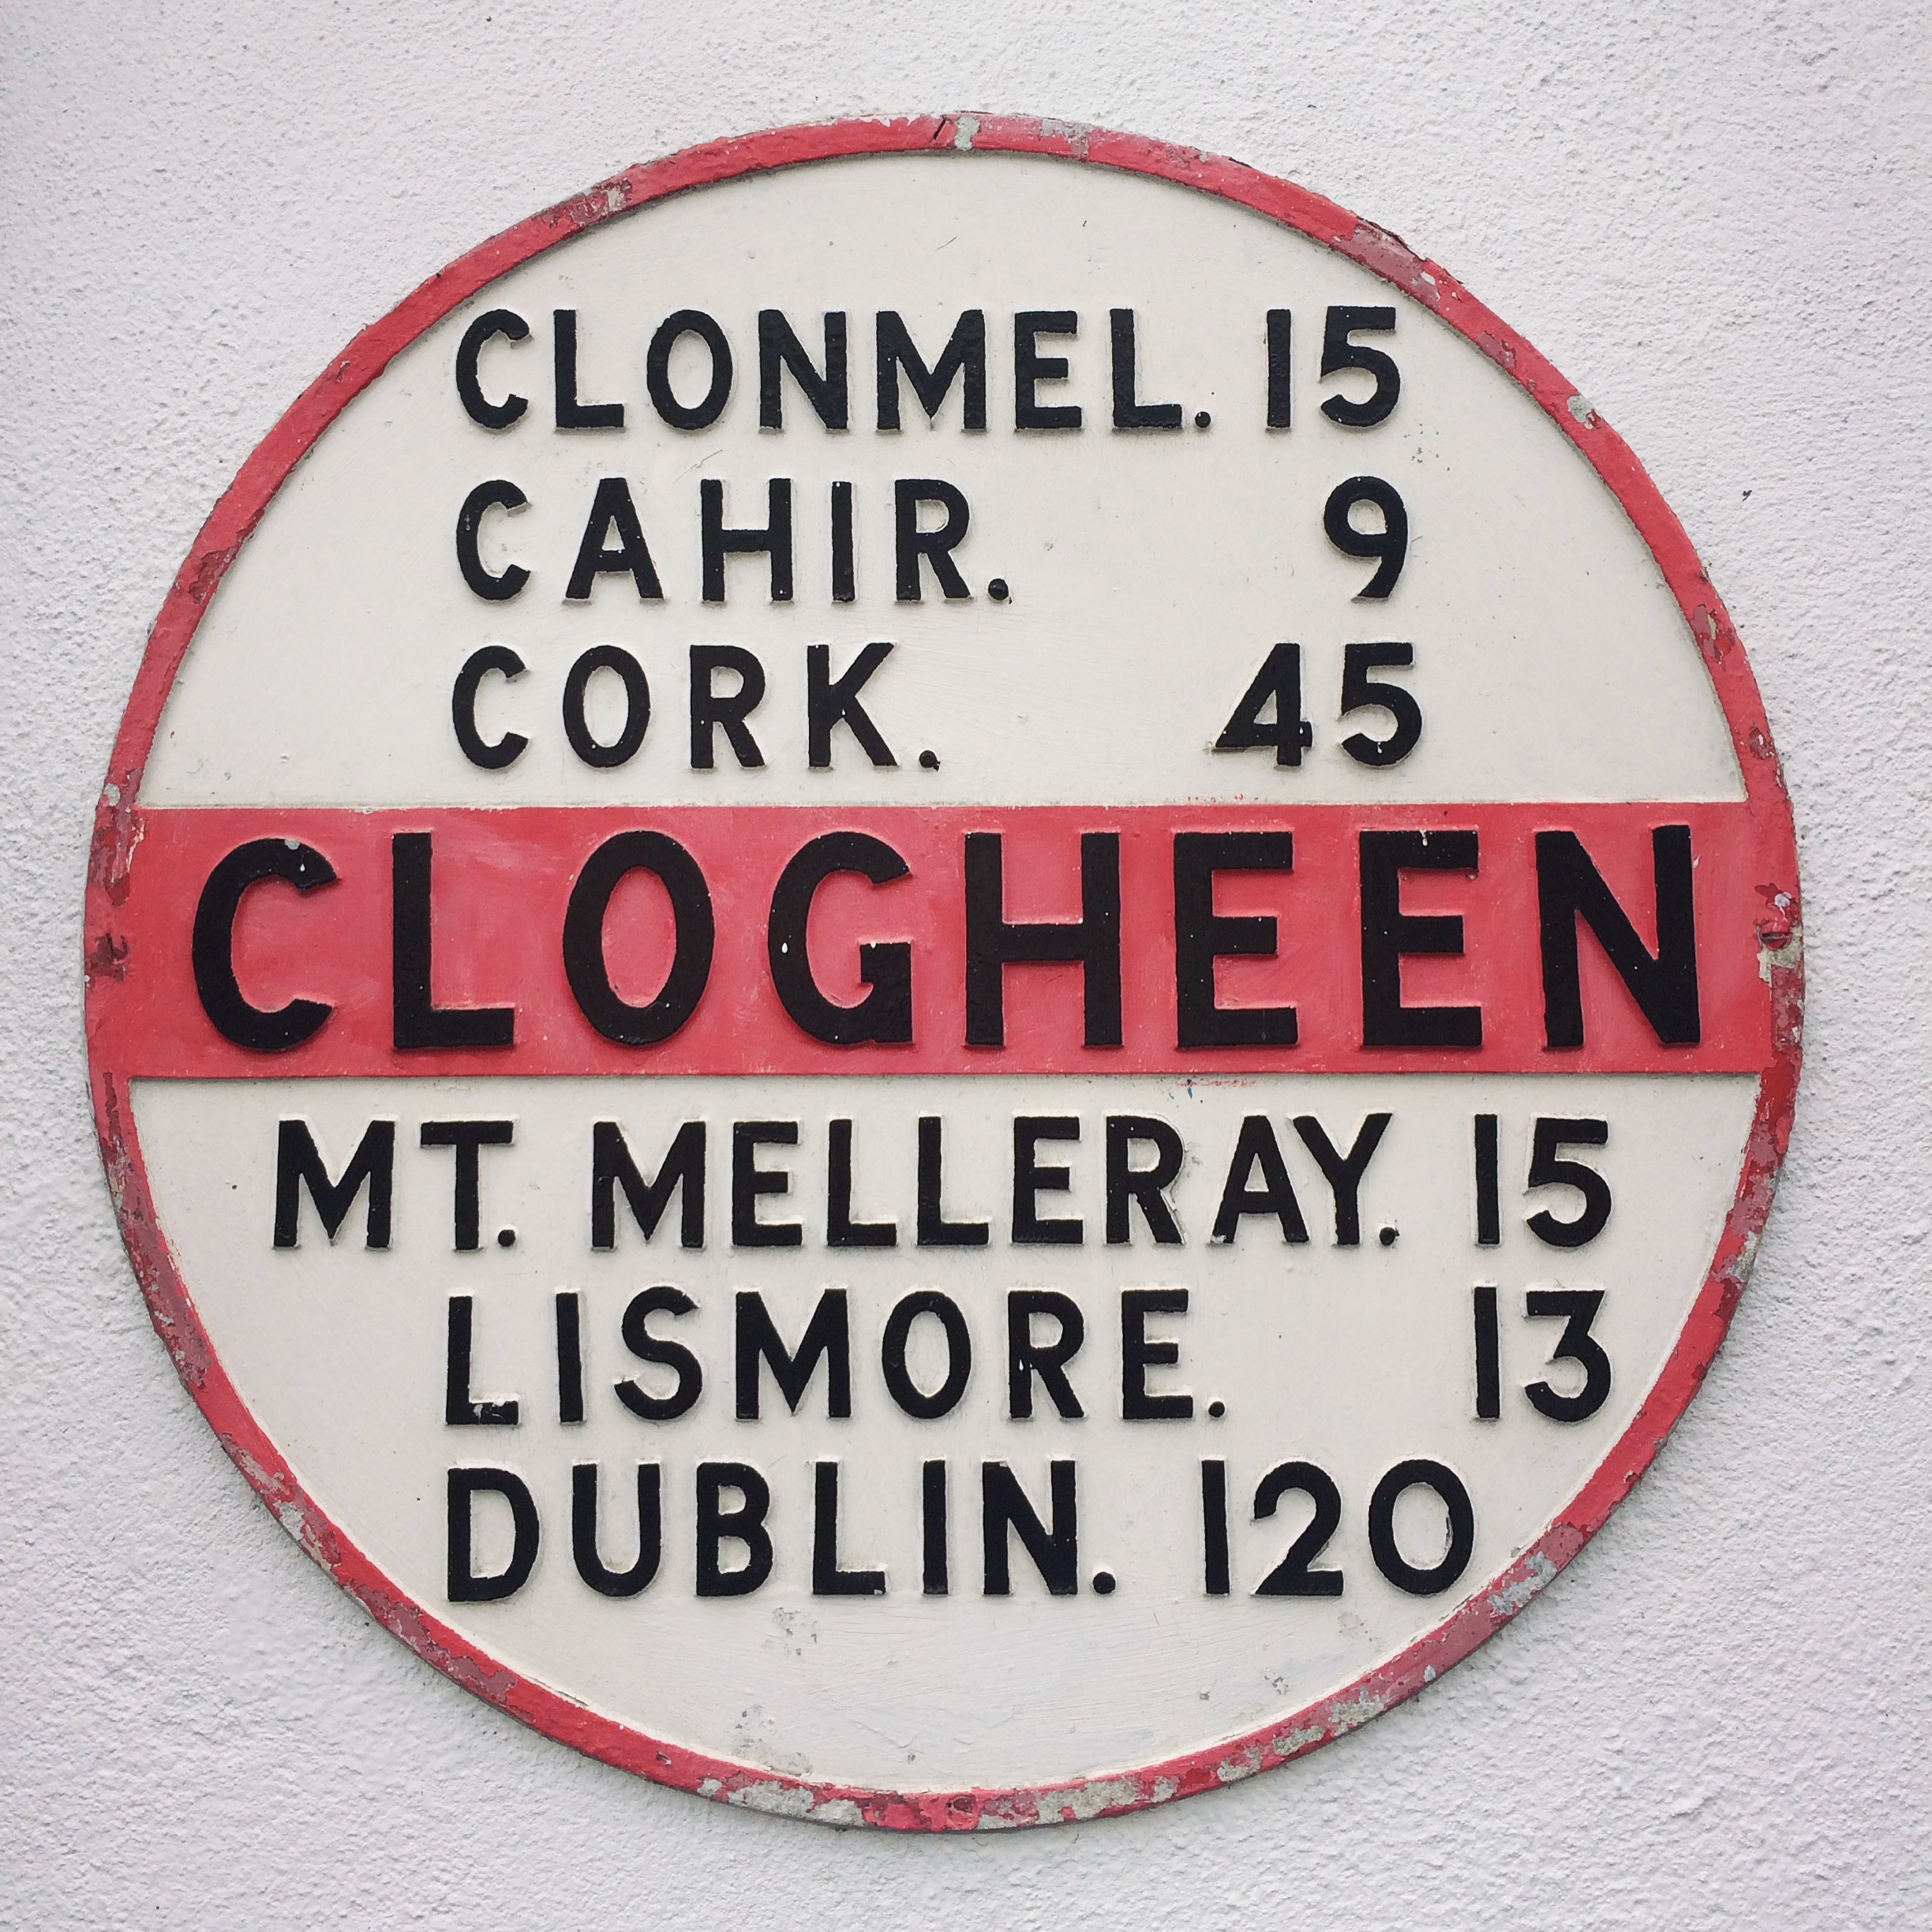 CLONMEL. 15
CAHIR. 9
CORK. 45
CLOGHEEN
MT. MELLERAY. 15
LISMORE. 13
DUBLIN. 120